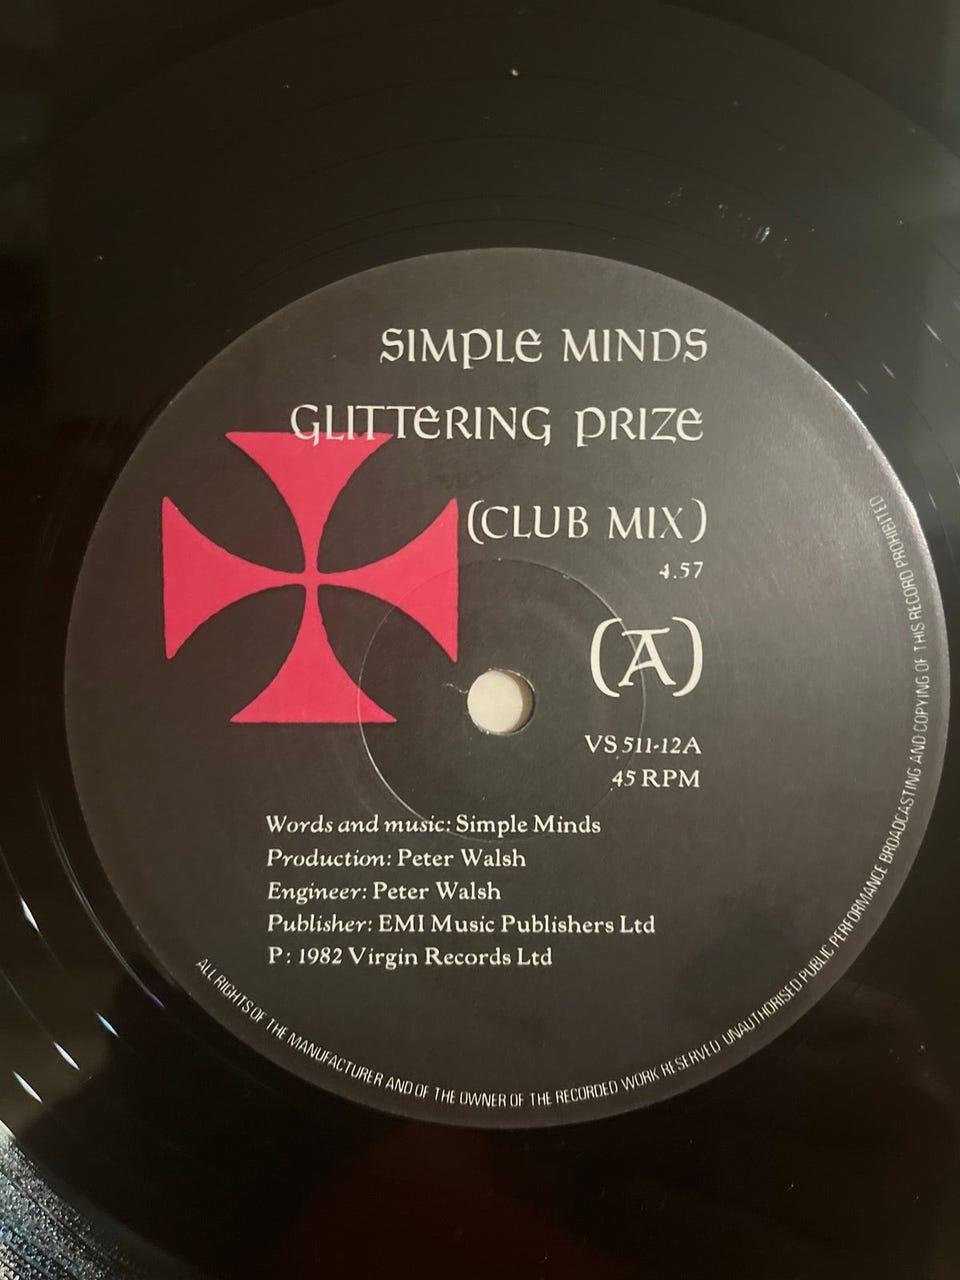 SIMPLE MINDS
GLITTERING PRIZE
(CLUB MIX)
4.57
(A)
VS 511-12A
45 RPM
Words and music: Simple Minds
Production: Peter Walsh
Engineer: Peter Walsh
Publisher: EMI Music Publishers Ltd
P: 1982 Virgin Records Ltd
ALL RIGHTS OF THE MANUFACTURER AND OF THE OWNER OF THE RECORDED WORK RESERVED UNAUTHORISED PUBLIC PERFORMANCE BROADCASTING AND COPYING OF THIS RECORD PROHIBITED